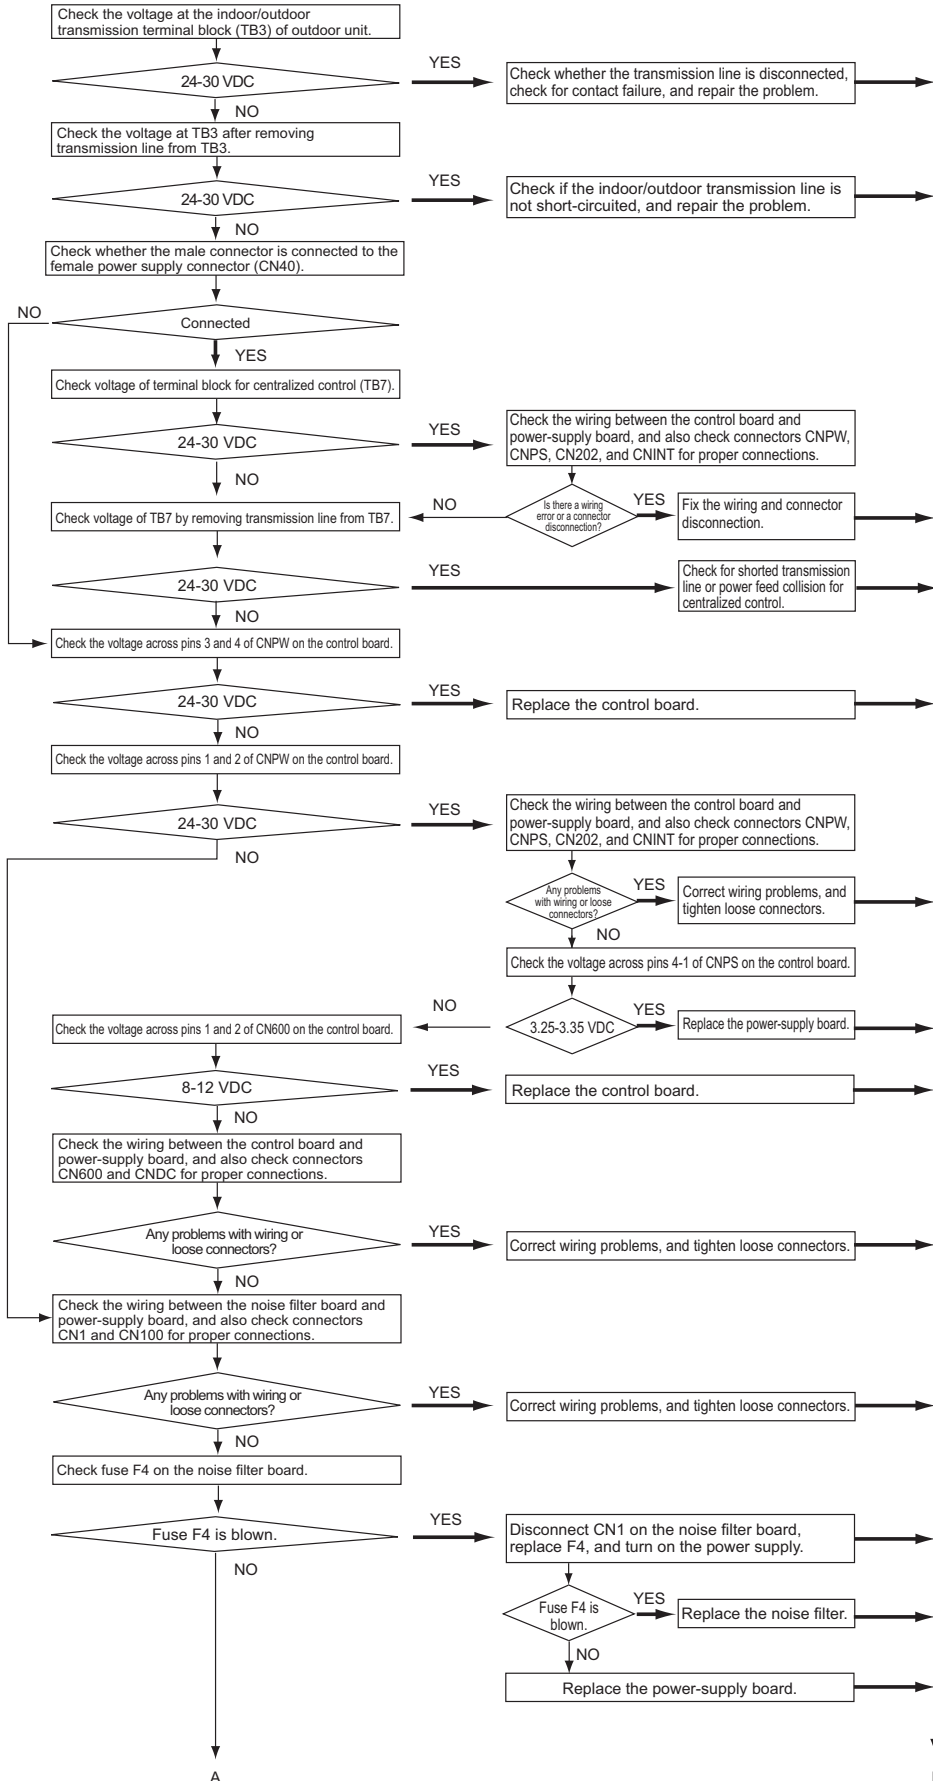 Check the voltage at the indoor/outdoor
transmission terminal block (TB3) of outdoor unit.
24-30 VDC
YES
Check whether the transmission line is disconnected,
check for contact failure, and repair the problem.
NO
Check the voltage at TB3 after removing
transmission line from TB3.
24-30 VDC
YES
Check if the indoor/outdoor transmission line is
not short-circuited, and repair the problem.
NO
Check whether the male connector is connected to the
female power supply connector (CN40).
NO
Connected
YES
Check voltage of terminal block for centralized control (TB7).
24-30 VDC
YES
Check the wiring between the control board and
power-supply board, and also check connectors CNPW,
CNPS, CN202, and CNINT for proper connections.
NO
Is there a wiring
error or a connector
disconnection?
YES
Fix the wiring and connector
disconnection.
NO
Check voltage of TB7 by removing transmission line from TB7.
24-30 VDC
YES
Check for shorted transmission
line or power feed collision for
centralized control.
NO
Check the voltage across pins 3 and 4 of CNPW on the control board.
24-30 VDC
YES
Replace the control board.
NO
Check the voltage across pins 1 and 2 of CNPW on the control board.
24-30 VDC
YES
Check the wiring between the control board and
power-supply board, and also check connectors CNPW,
CNPS, CN202, and CNINT for proper connections.
NO
Any problems
with wiring or loose
connectors?
YES
Correct wiring problems, and
tighten loose connectors.
NO
Check the voltage across pins 4-1 of CNPS on the control board.
3.25-3.35 VDC
YES
Replace the power-supply board.
NO
Check the voltage across pins 1 and 2 of CN600 on the control board.
8-12 VDC
YES
Replace the control board.
NO
Check the wiring between the control board and
power-supply board, and also check connectors
CN600 and CNDC for proper connections.
Any problems with wiring or
loose connectors?
YES
Correct wiring problems, and tighten loose connectors.
NO
Check the wiring between the noise filter board and
power-supply board, and also check connectors
CN1 and CN100 for proper connections.
Any problems with wiring or
loose connectors?
YES
Correct wiring problems, and tighten loose connectors.
NO
Check fuse F4 on the noise filter board.
Fuse F4 is blown.
YES
Disconnect CN1 on the noise filter board,
replace F4, and turn on the power supply.
NO
Fuse F4 is
blown.
YES
Replace the noise filter.
NO
Replace the power-supply board.
A